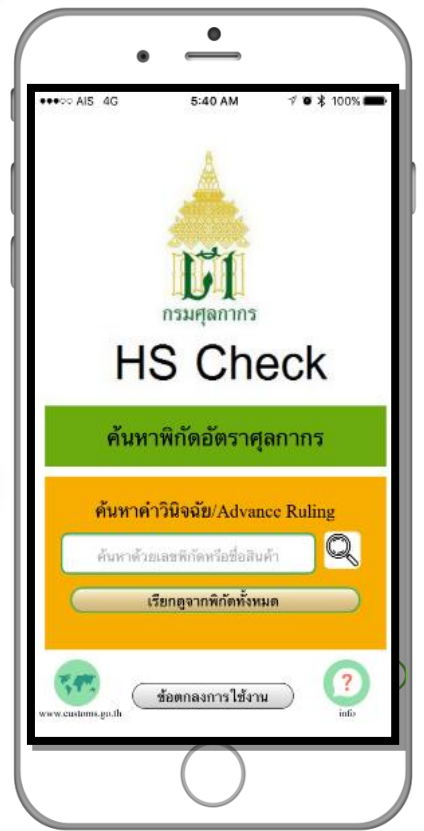 AIS 4G 5:40 AM 100%
กรมศุลกากร
HS Check
ค้นหาพิกัดอัตราศุลกากร
ค้นหาคำวินิจฉัย/Advance Ruling
ค้นหาด้วยเลขพิกัดหรือชื่อสินค้า
เรียกดูจากพิกัดทั้งหมด
?
ข้อตกลงการใช้งาน
www.customs.go.th
info